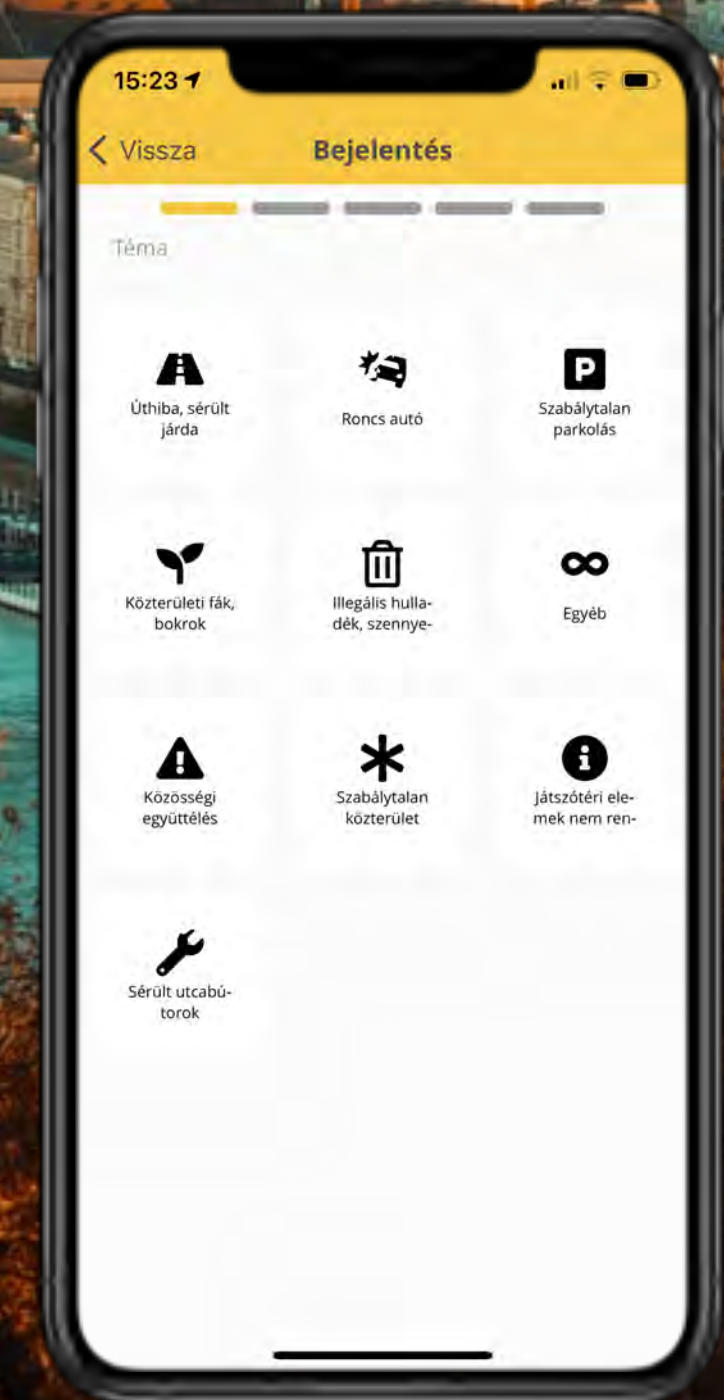 15:23
Vissza
Bejelentés
Téma
Úthiba, sérült
járda
Roncs autó
P
Szabálytalan
parkolás
Közterületi fák,
bokrok
Illegális hulla-
dék, szennye-
Egyéb
Közösségi
együttélés
Szabálytalan
közterület
Játszótéri ele-
mek nem ren-
Sérült utcabú-
torok